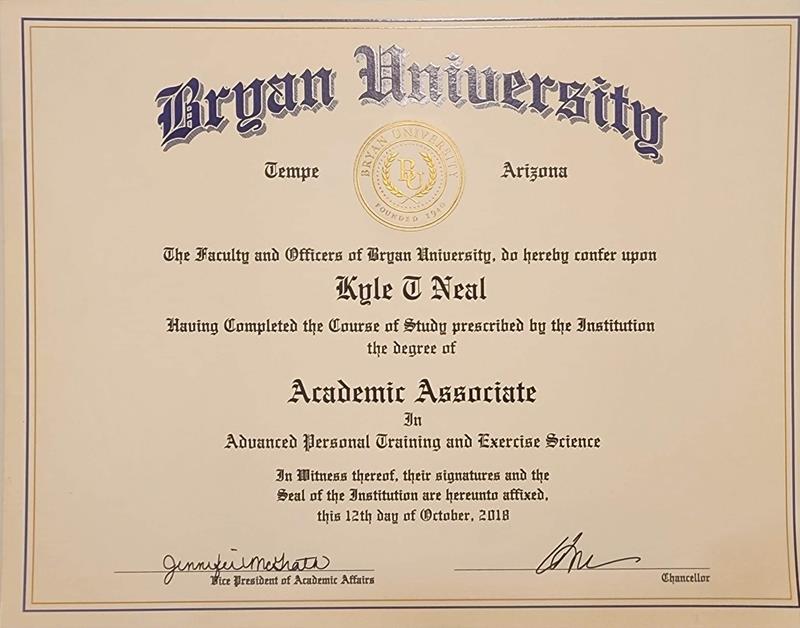 Bryan University
Tempe
Arizona
BRYAN UNIVERSITY
BU
FOUNDED 1940
The Faculty and Officers of Bryan University, do hereby confer upon
Kyle T Neal
Having Completed the Course of Study prescribed by the Institution
the degree of
Academic Associate
In
Advanced Personal Training and Exercise Science
In Witness thereof, their signatures and the
Seal of the Institution are hereunto affixed,
this 12th day of October, 2018
Jennifer McGrath
Vice President of Academic Affairs
Chancellor